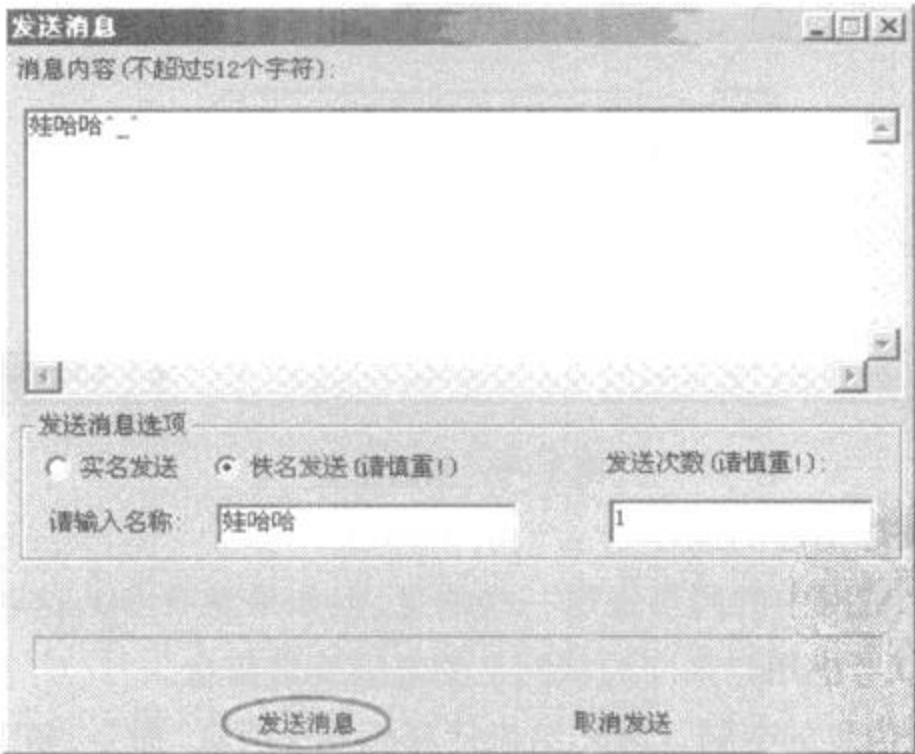 发送消息
消息内容(不超过512个字符):
娃哈哈^_^
发送消息选项
实名发送 佚名发送(请慎重!) 发送次数(请慎重!):
请输入名称: 娃哈哈 1
发送消息 取消发送